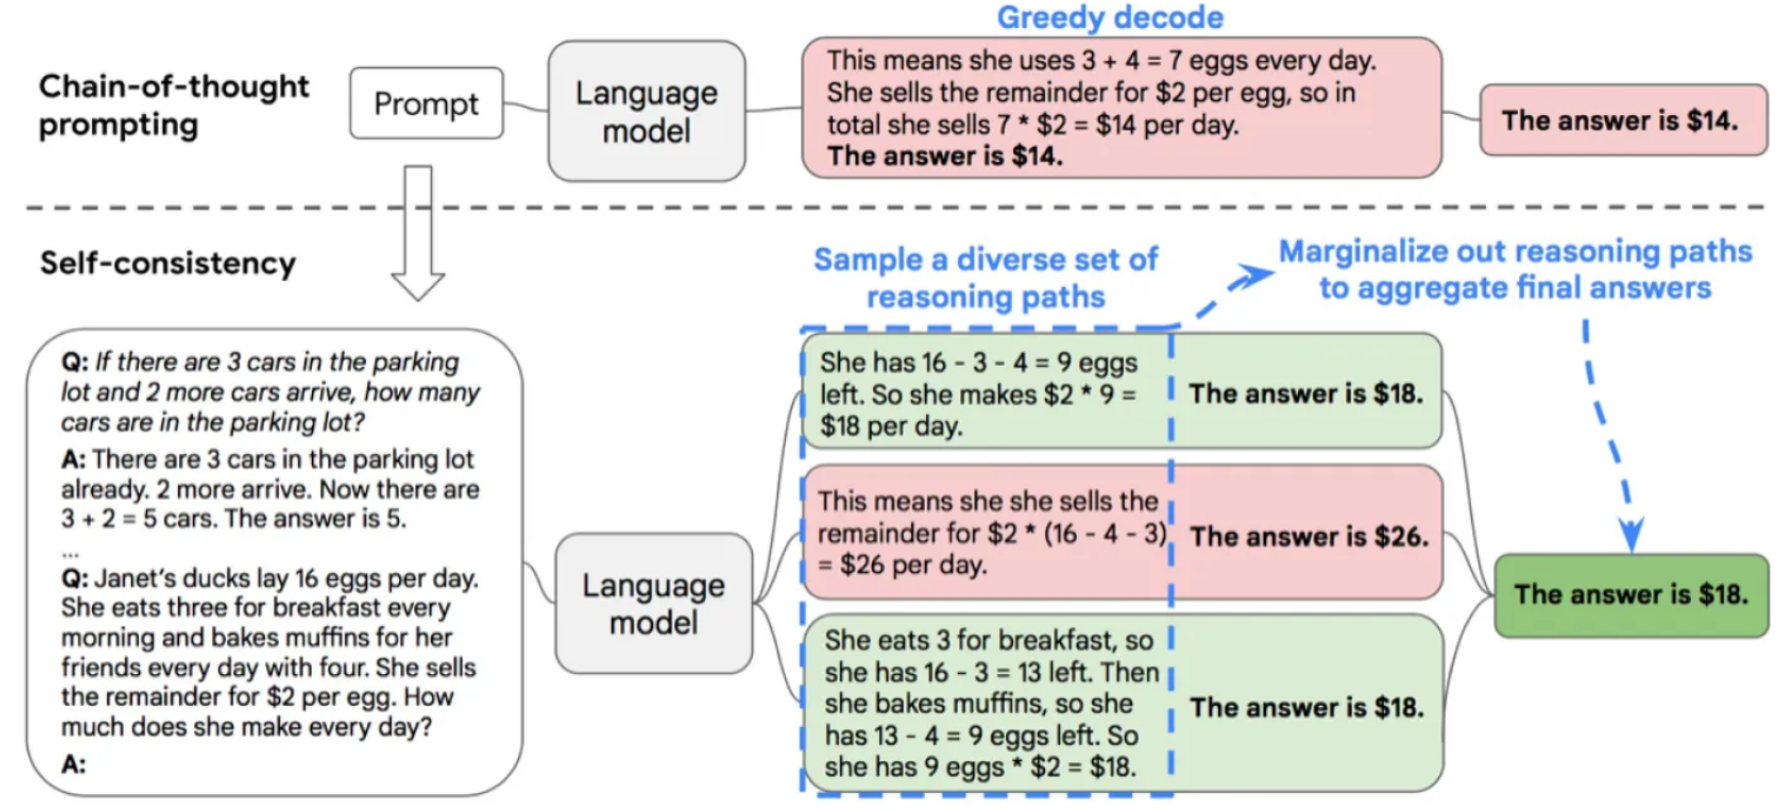 Greedy decode
Chain-of-thought
prompting
Prompt
Language
model
This means she uses 3 + 4 = 7 eggs every day.
She sells the remainder for $2 per egg, so in
total she sells 7 * $2 = $14 per day.
The answer is $14.
The answer is $14.
Self-consistency
Sample a diverse set of
reasoning paths
Marginalize out reasoning paths
to aggregate final answers
Q: If there are 3 cars in the parking
lot and 2 more cars arrive, how many
cars are in the parking lot?
A: There are 3 cars in the parking lot
already. 2 more arrive. Now there are
3 + 2 = 5 cars. The answer is 5.
...
Q: Janet's ducks lay 16 eggs per day.
She eats three for breakfast every
morning and bakes muffins for her
friends every day with four. She sells
the remainder for $2 per egg. How
much does she make every day?
A:
Language
model
She has 16 - 3 - 4 = 9 eggs
left. So she makes $2 * 9 =
$18 per day.
The answer is $18.
This means she she sells the
remainder for $2 * (16 - 4 - 3)
= $26 per day.
The answer is $26.
She eats 3 for breakfast, so
she has 16 - 3 = 13 left. Then
she bakes muffins, so she
has 13 - 4 = 9 eggs left. So
she has 9 eggs * $2 = $18.
The answer is $18.
The answer is $18.